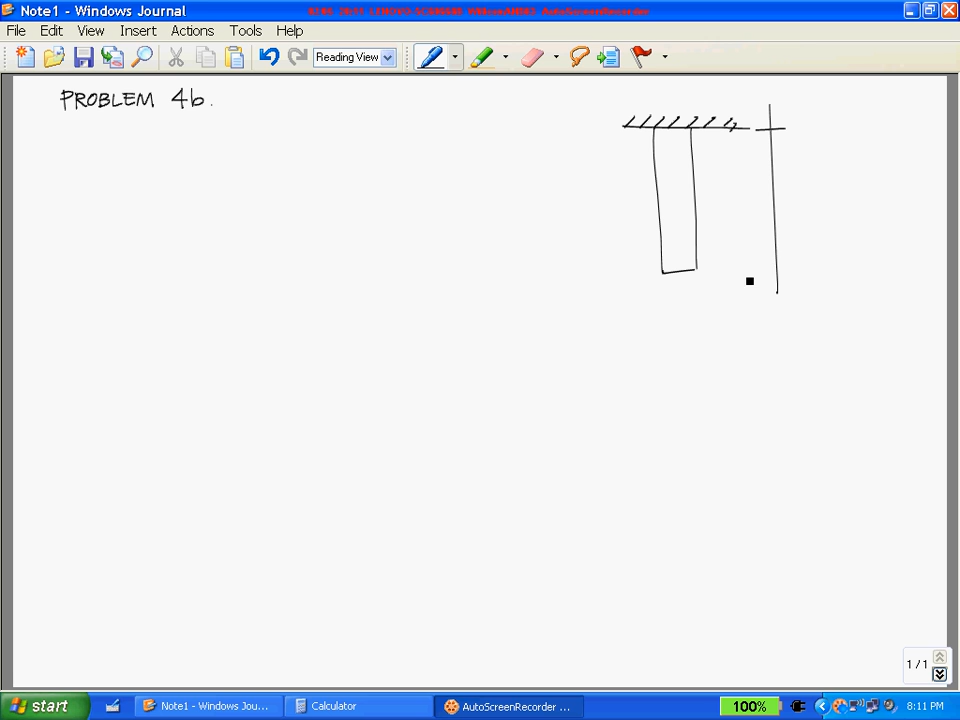 Note1 - Windows Journal
File Edit View Insert Actions Tools Help
Reading View
PROBLEM 4b.
1 / 1
start
Note1 - Windows Jou...
Calculator
AutoScreenRecorder ...
100%
8:11 PM